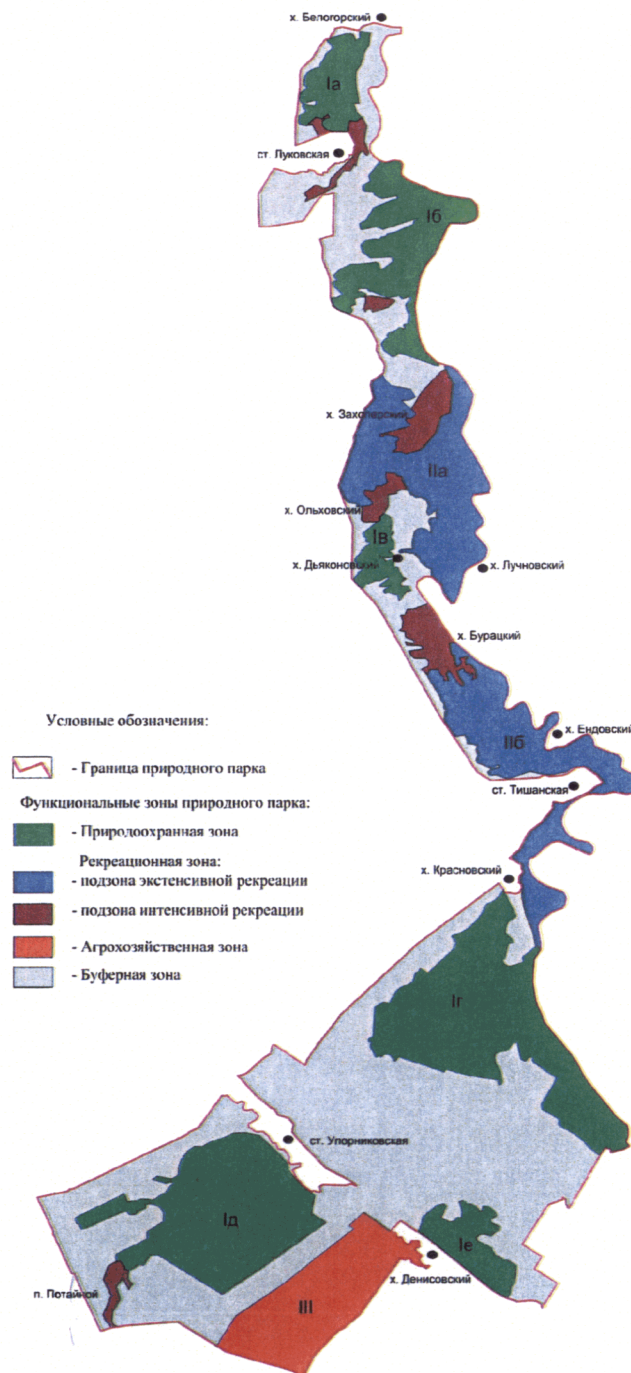 х. Белогорский
Iа
ст. Луковская
Iб
х. Захоперский
IIа
х. Ольховский
Iв
х. Дьяконовский
х. Лучновский
х. Бурацкий
Условные обозначения:
IIб
х. Ендовский
- Граница природного парка
ст. Тишанская
Функциональные зоны природного парка:
- Природоохранная зона
Рекреационная зона:
- подзона экстенсивной рекреации
х. Красновский
- подзона интенсивной рекреации
- Агрохозяйственная зона
- Буферная зона
Iг
ст. Упорниковская
Iд
Iе
х. Денисовский
п. Потайной
III